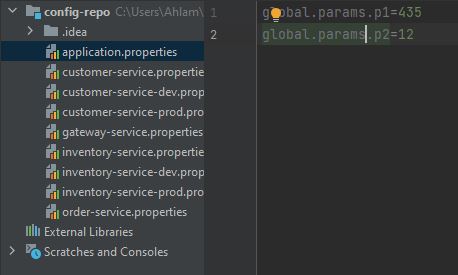 config-repo C:\Users\Ahlam\
.idea
application.properties
customer-service.propertie
customer-service-dev.prope
customer-service-prod.prop
gateway-service.properties
inventory-service.propertie
inventory-service-dev.prope
inventory-service-prod.prop
order-service.properties
External Libraries
Scratches and Consoles
1 global.params.p1=435
2 global.params.p2=12